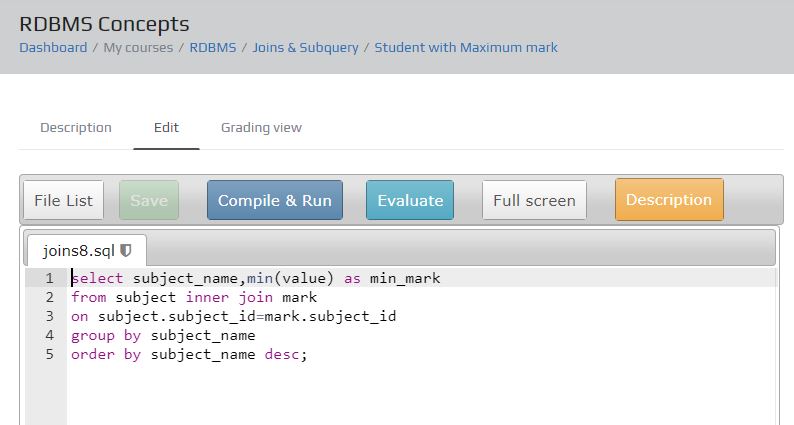 RDBMS Concepts
Dashboard / My courses / RDBMS / Joins & Subquery / Student with Maximum mark
Description Edit Grading view
File List Save Compile & Run Evaluate Full screen Description
joins8.sql
1 select subject_name,min(value) as min_mark
2 from subject inner join mark
3 on subject.subject_id=mark.subject_id
4 group by subject_name
5 order by subject_name desc;